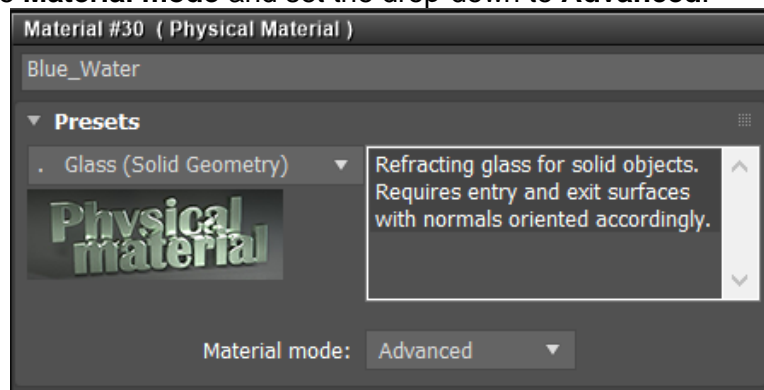 Material mode and set the drop-down to Advanced.
Material #30 ( Physical Material )
Blue_Water
Presets
. Glass (Solid Geometry)
Refracting glass for solid objects.
Requires entry and exit surfaces
with normals oriented accordingly.
Physical
material
Material mode: Advanced